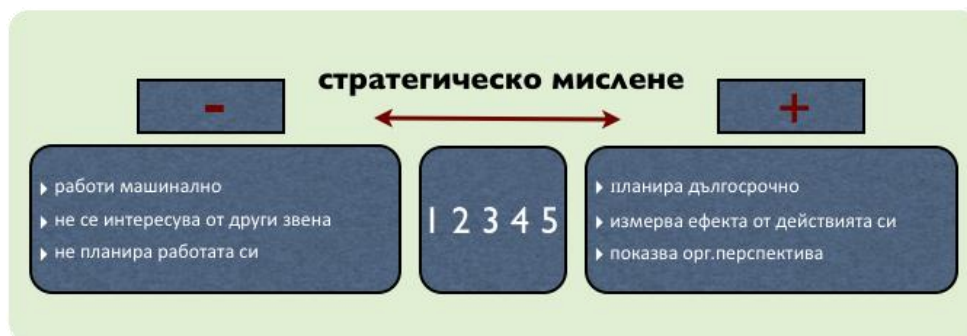 стратегическо мислене
-
+
работи машинално
не се интересува от други звена
не планира работата си
1 2 3 4 5
планира дългосрочно
измерва ефекта от действията си
показва орг.перспектива